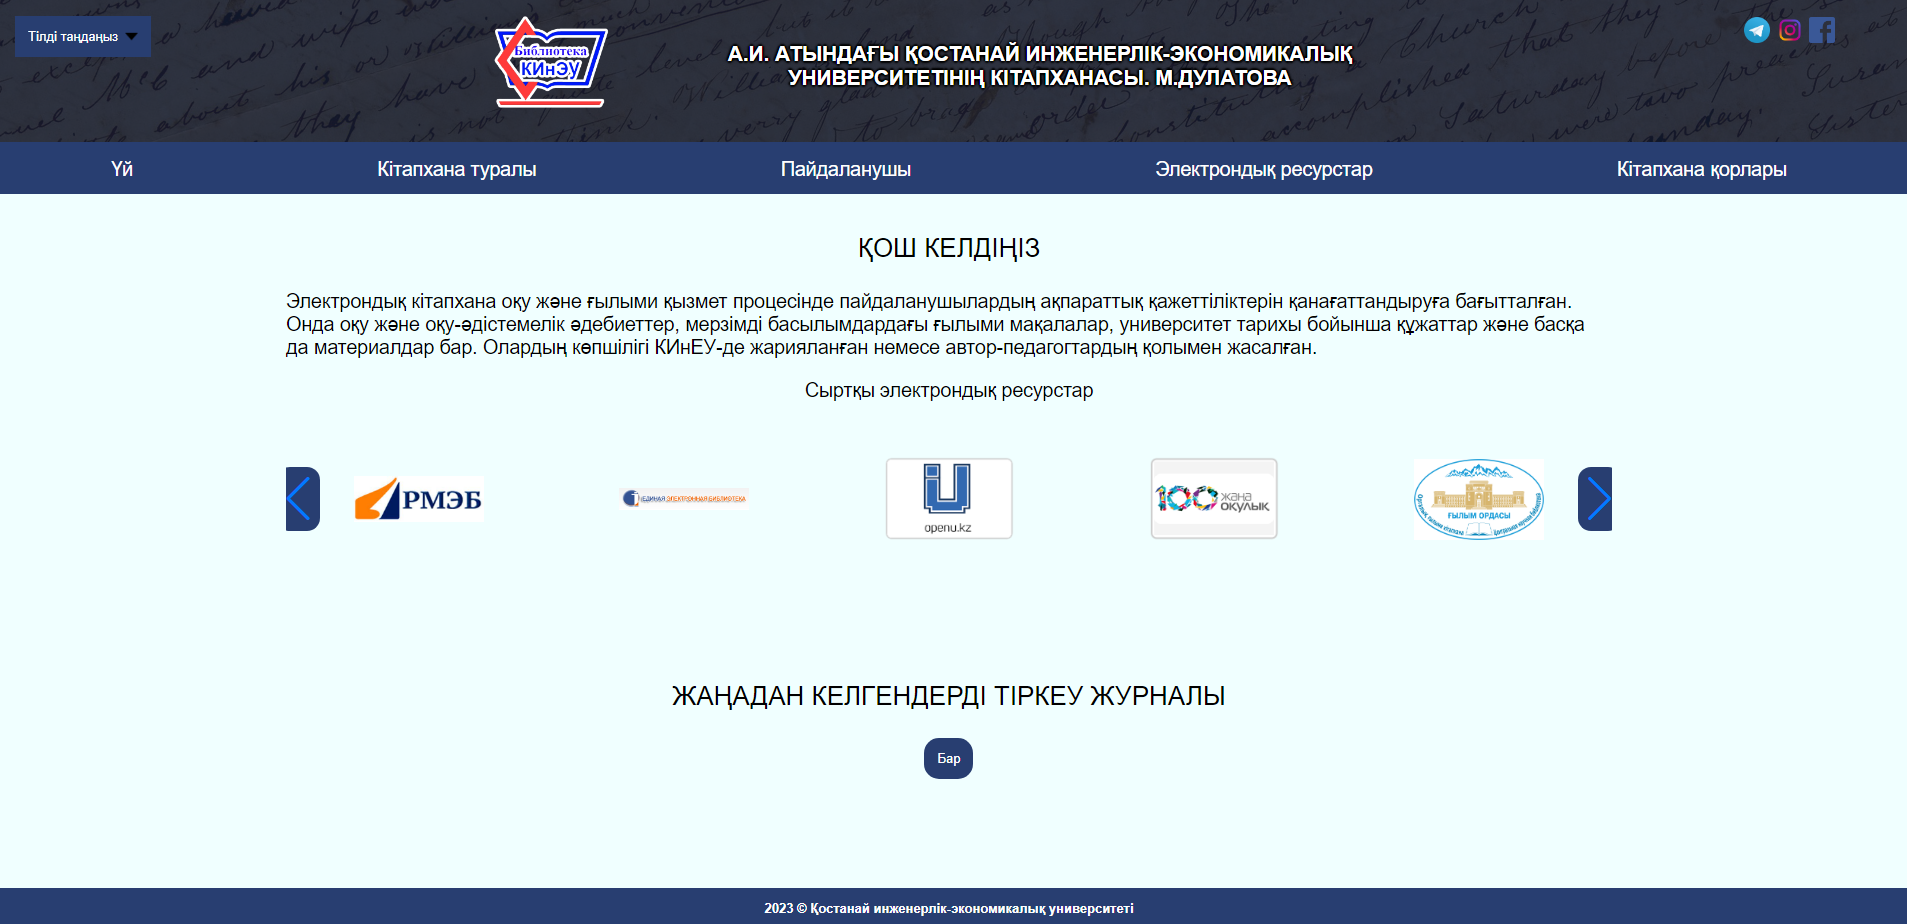 Тілді таңдаңыз
Библиотека
КИнЭУ
А.И. АТЫНДАҒЫ ҚОСТАНАЙ ИНЖЕНЕРЛІК-ЭКОНОМИКАЛЫҚ
УНИВЕРСИТЕТІНІҢ КІТАПХАНАСЫ. М.ДУЛАТОВА
Үй
Кітапхана туралы
Пайдаланушы
Электрондық ресурстар
Кітапхана қорлары
ҚОШ КЕЛДІҢІЗ
Электрондық кітапхана оқу және ғылыми қызмет процесінде пайдаланушылардың ақпараттық қажеттіліктерін қанағаттандыруға бағытталған.
Онда оқу және оқу-әдістемелік әдебиеттер, мерзімді басылымдардағы ғылыми мақалалар, университет тарихы бойынша құжаттар және басқа
да материалдар бар. Олардың көпшілігі КИнЕУ-де жарияланған немесе автор-педагогтардың қолымен жасалған.
Сыртқы электрондық ресурстар
РМЭБ
ЕДИНАЯ ЭЛЕКТРОННАЯ БИБЛИОТЕКА
openu.kz
100 жаңа
оқулық
ҒЫЛЫМ ОРДАСЫ
ЖАҢАДАН КЕЛГЕНДЕРДІ ТІРКЕУ ЖУРНАЛЫ
Бар
2023 © Қостанай инженерлік-экономикалық университеті